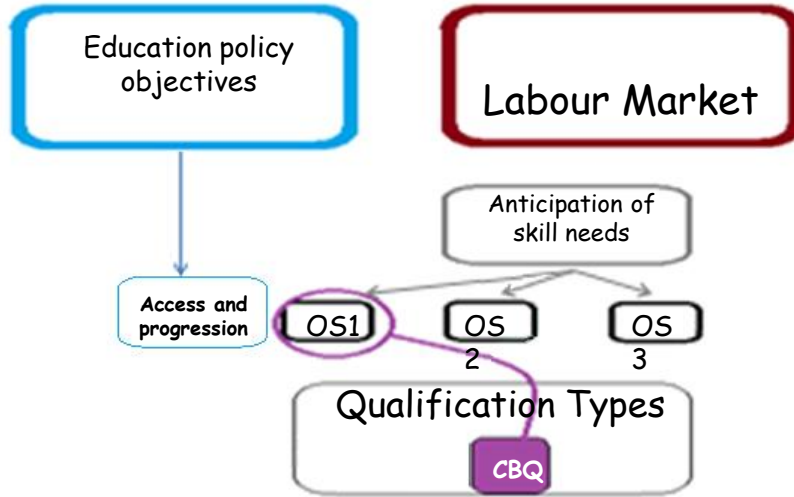 Education policy
objectives
Labour Market
Anticipation of
skill needs
Access and
progression
OS1
OS
2
OS
3
Qualification Types
CBQ